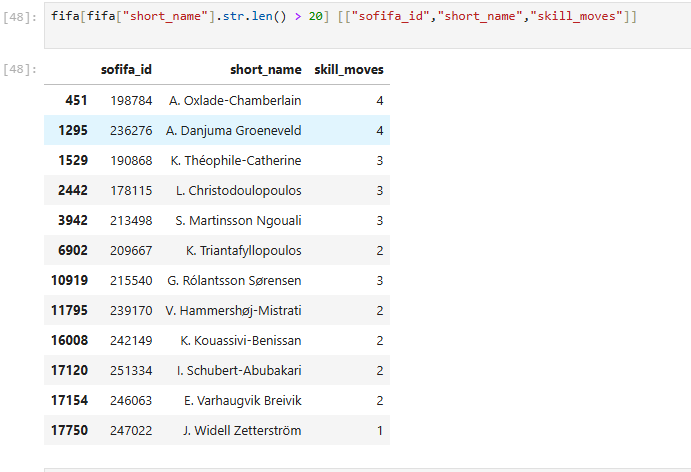 [48]: fifa[fifa["short_name"].str.len() > 20] [["sofifa_id","short_name","skill_moves"]]
[48]:
sofifa_id short_name skill_moves
451 198784 A. Oxlade-Chamberlain 4
1295 236276 A. Danjuma Groeneveld 4
1529 190868 K. Théophile-Catherine 3
2442 178115 L. Christodoulopoulos 3
3942 213498 S. Martinsson Ngouali 3
6902 209667 K. Triantafyllopoulos 2
10919 215540 G. Rólantsson Sørensen 3
11795 239170 V. Hammershøj-Mistrati 2
16008 242149 K. Kouassivi-Benissan 2
17120 251334 I. Schubert-Abubakari 2
17154 246063 E. Varhaugvik Breivik 2
17750 247022 J. Widell Zetterström 1